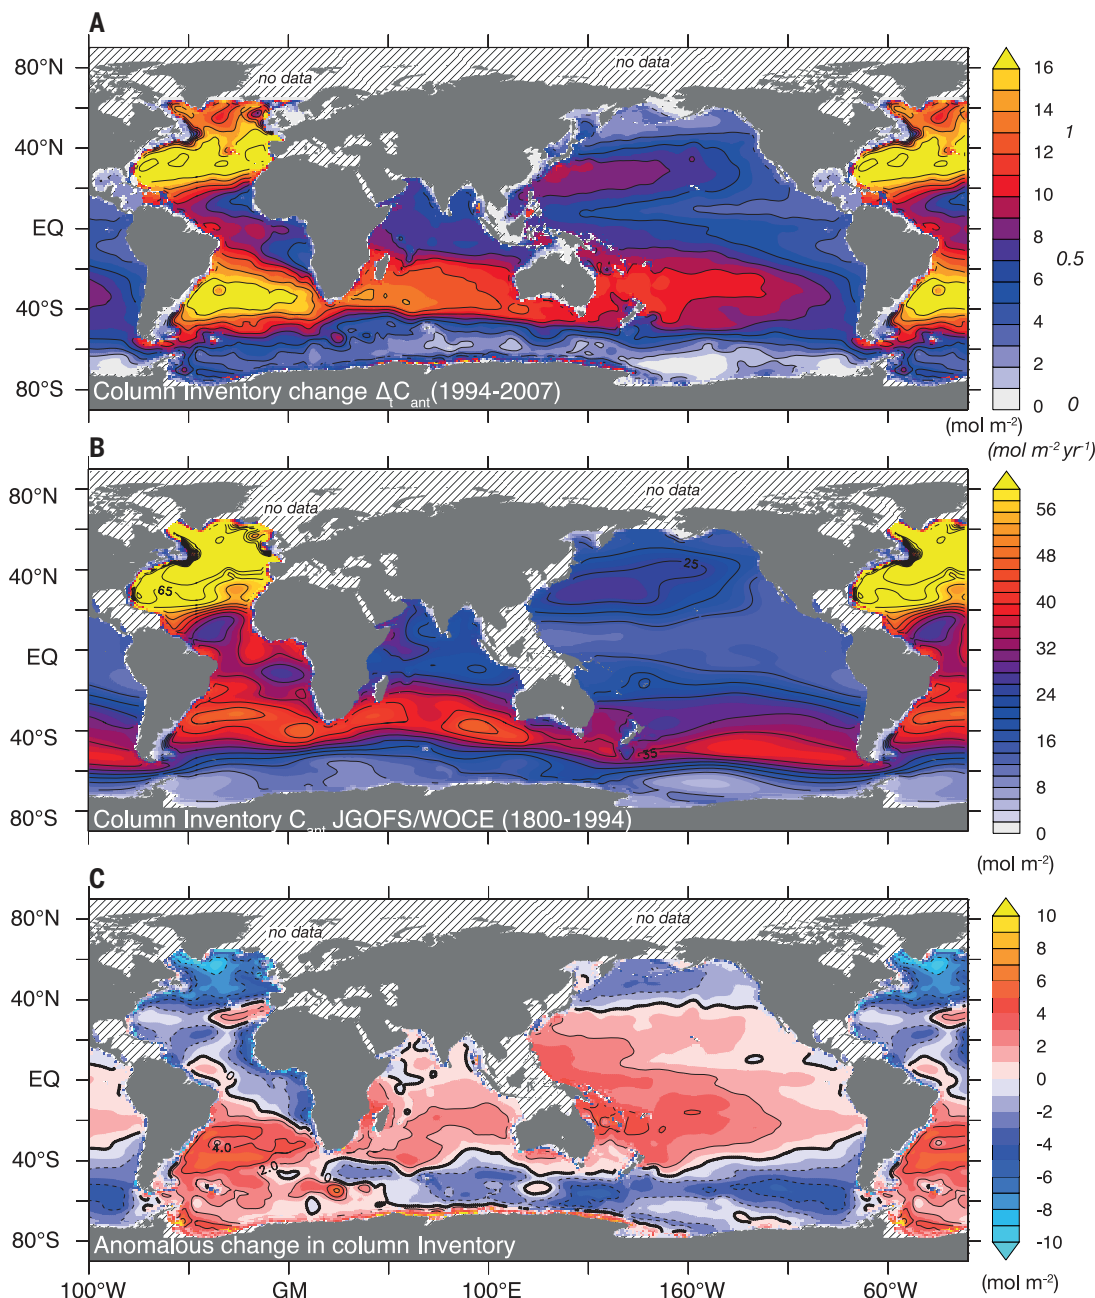 A
80°N
40°N
EQ
40°S
80°S
no data
no data
Column Inventory change ΔtCant(1994-2007)
16
14
12
10
8
6
4
2
0
1
0.5
0
(mol m-2)
(mol m-2 yr-1)
B
80°N
40°N
EQ
40°S
80°S
no data
no data
65
25
35
Column Inventory Cant JGOFS/WOCE (1800-1994)
56
48
40
32
24
16
8
0
(mol m-2)
C
80°N
40°N
EQ
40°S
80°S
no data
no data
0
4.0
2.0
0
Anomalous change in column Inventory
10
8
6
4
2
0
-2
-4
-6
-8
-10
(mol m-2)
100°W
GM
100°E
160°W
60°W